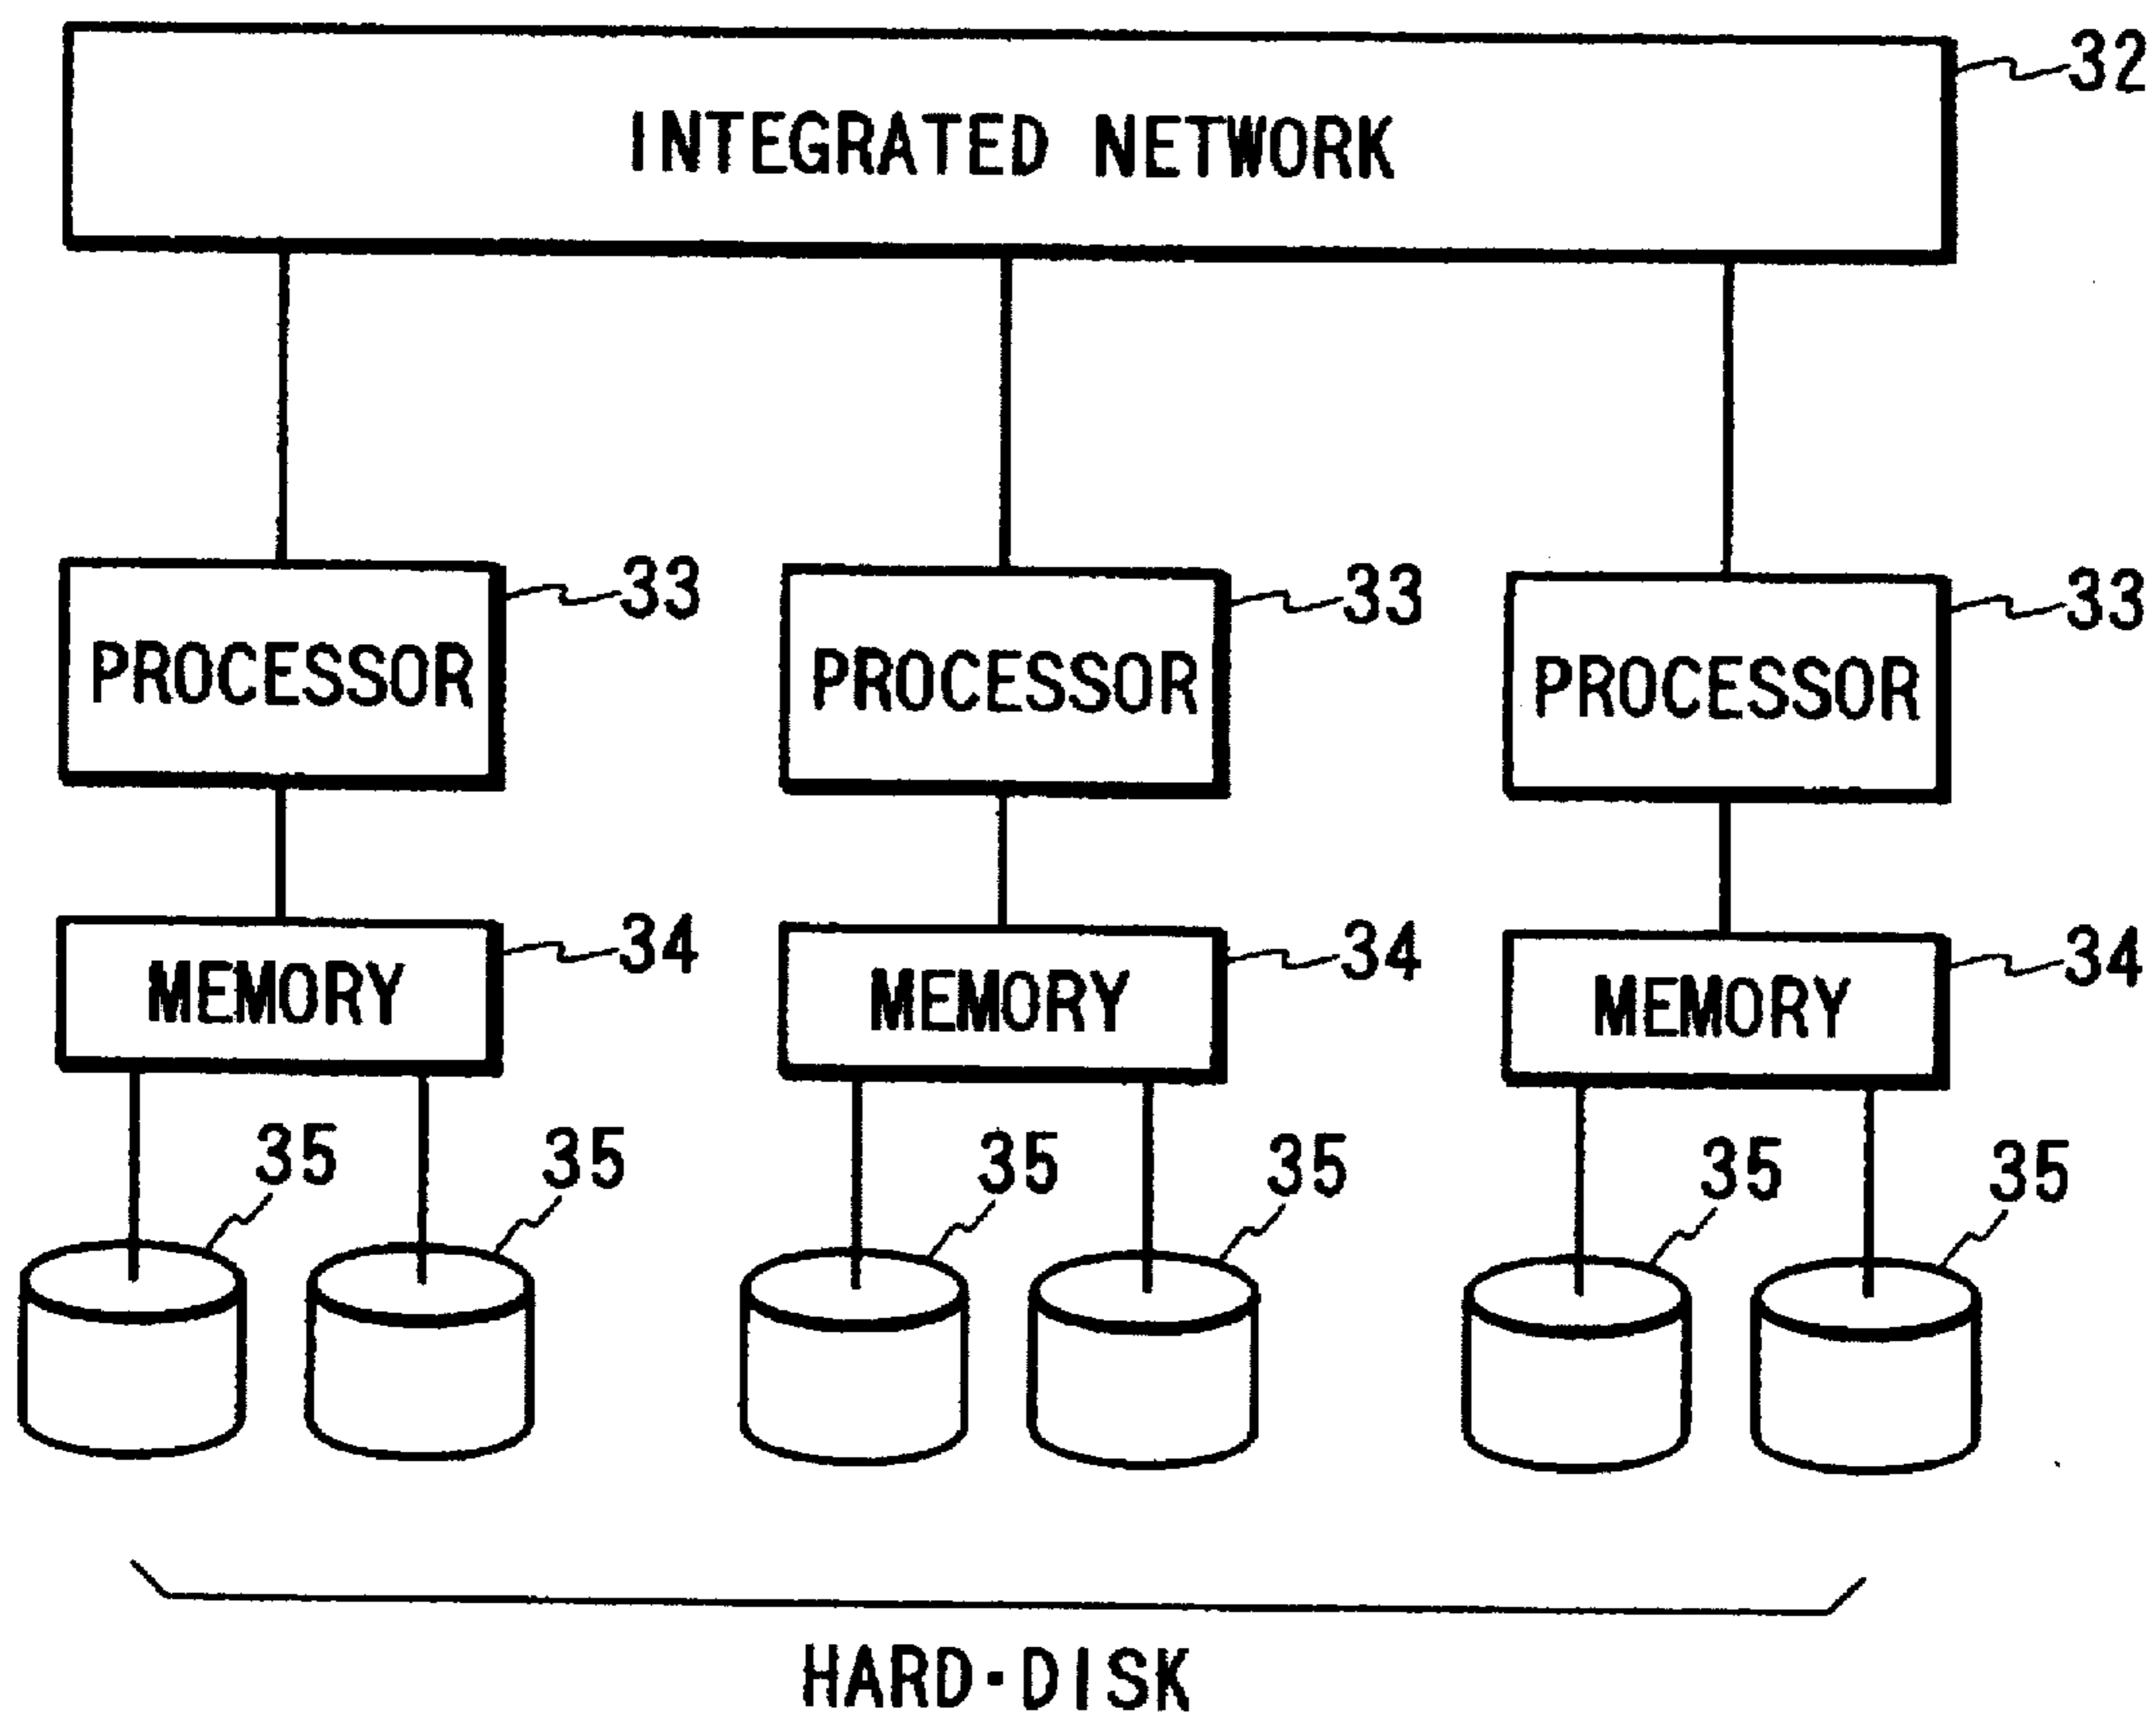 32
INTEGRATED NETWORK
33 33 33
PROCESSOR PROCESSOR PROCESSOR
34 34 34
MEMORY MEMORY MEMORY
35 35 35 35 35 35
HARD·DISK